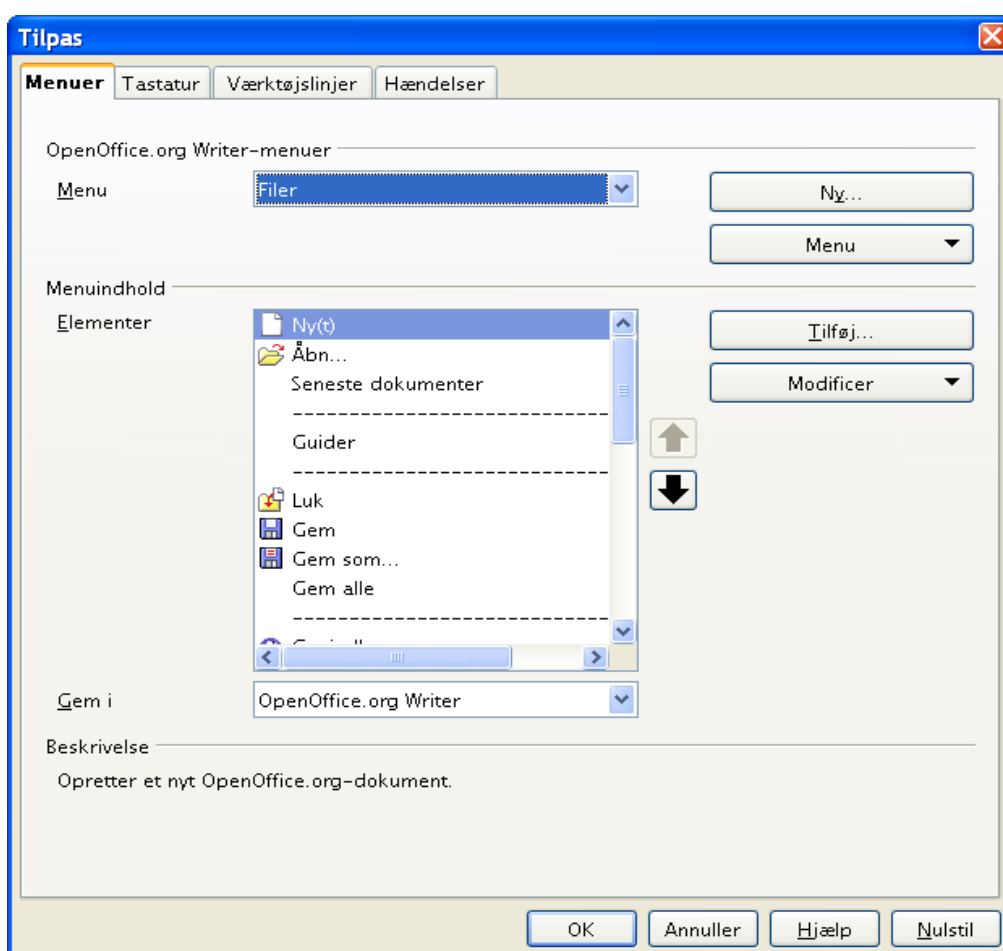 Tilpas
Menuer Tastatur Værktøjslinjer Hændelser
OpenOffice.org Writer-menuer
Menu Filer Ny...
Menu
Menuindhold
Elementer Ny(t) Tilføj...
Åbn...
Seneste dokumenter Modificer
Guider
Luk
Gem
Gem som...
Gem alle
Gem i OpenOffice.org Writer
Beskrivelse
Opretter et nyt OpenOffice.org-dokument.
OK Annuller Hjælp Nulstil